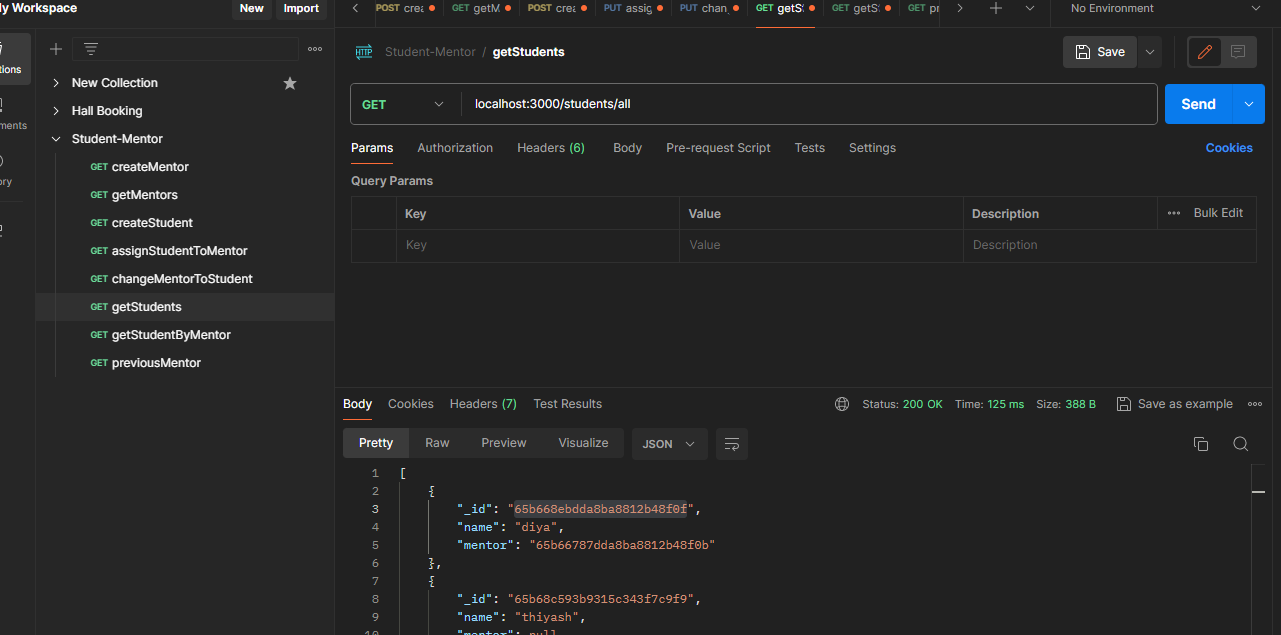 My Workspace New Import
POST crea GET getM POST crea PUT assig PUT chan GET getS GET getS GET pr No Environment
Student-Mentor / getStudents Save
New Collection
Hall Booking
Student-Mentor
GET createMentor
GET getMentors
GET createStudent
GET assignStudentToMentor
GET changeMentorToStudent
GET getStudents
GET getStudentByMentor
GET previousMentor
GET localhost:3000/students/all Send
Params Authorization Headers (6) Body Pre-request Script Tests Settings Cookies
Query Params
Key Value Description Bulk Edit
Key Value Description
Body Cookies Headers (7) Test Results Status: 200 OK Time: 125 ms Size: 388 B Save as example
Pretty Raw Preview Visualize JSON
1 [
2 {
3 "_id": "65b668ebdda8ba8812b48f0f",
4 "name": "diya",
5 "mentor": "65b66787dda8ba8812b48f0b"
6 },
7 {
8 "_id": "65b68c593b9315c343f7c9f9",
9 "name": "thiyash",
10 "mentor": null